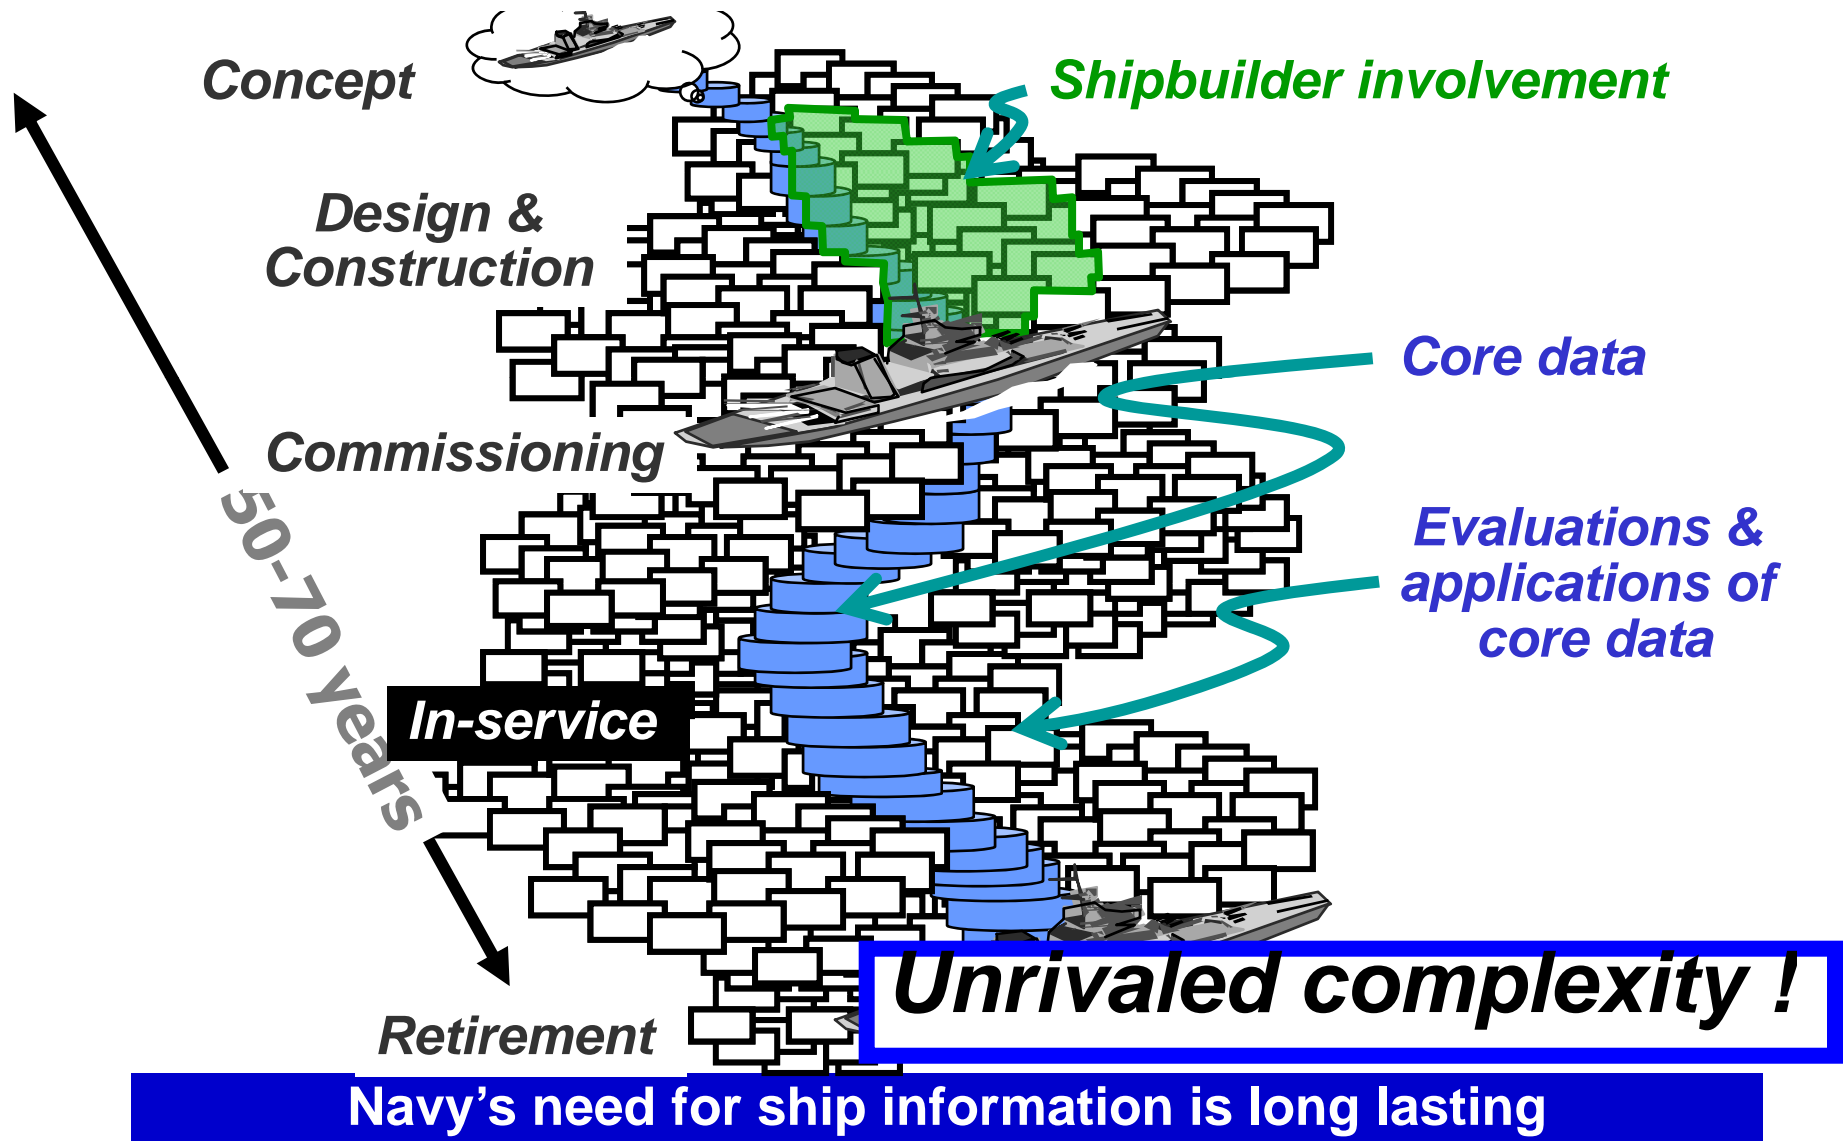 Concept
Shipbuilder involvement
Design &
Construction
Core data
Commissioning
Evaluations &
applications of
core data
50-70 years
In-service
Unrivaled complexity !
Retirement
Navy’s need for ship information is long lasting